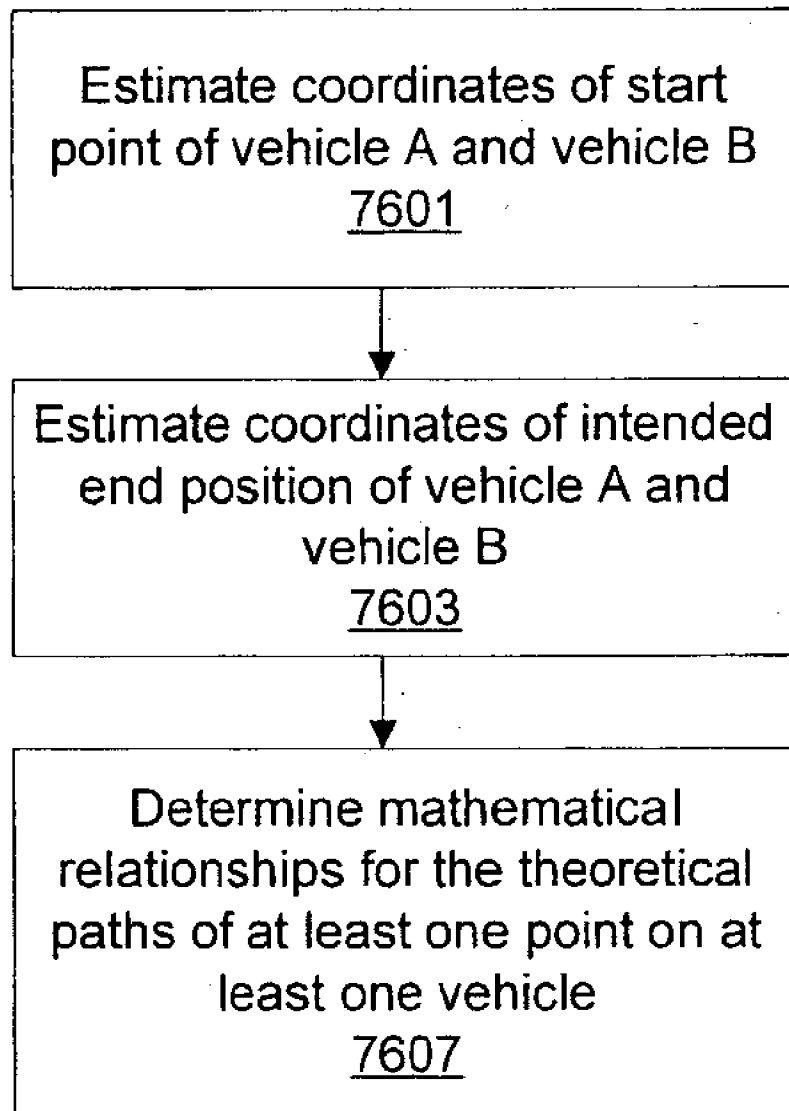 Estimate coordinates of start
point of vehicle A and vehicle B
7601
Estimate coordinates of intended
end position of vehicle A and
vehicle B
7603
Determine mathematical
relationships for the theoretical
paths of at least one point on at
least one vehicle
7607